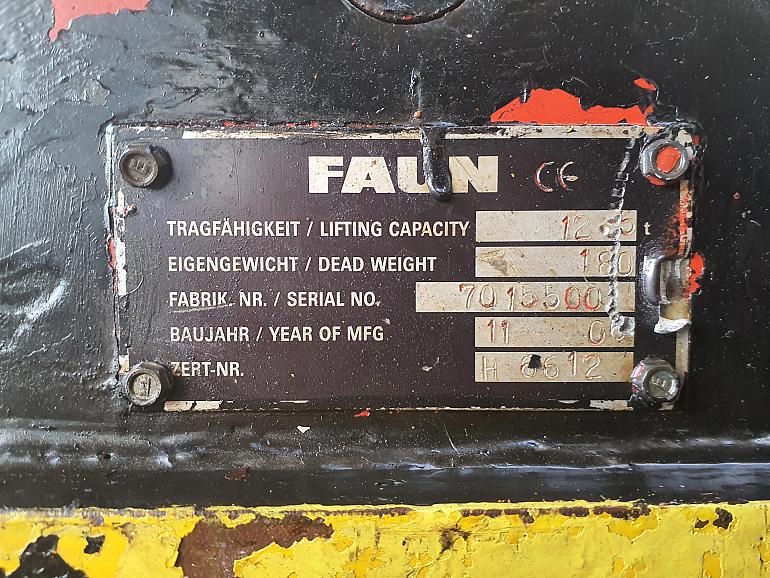 FAUN CE
TRAGFÄHIGKEIT / LIFTING CAPACITY t
EIGENGEWICHT / DEAD WEIGHT 180
FABRIK. NR. / SERIAL NO. 7015500
BAUJAHR / YEAR OF MFG 11
ZERT-NR. H 8612